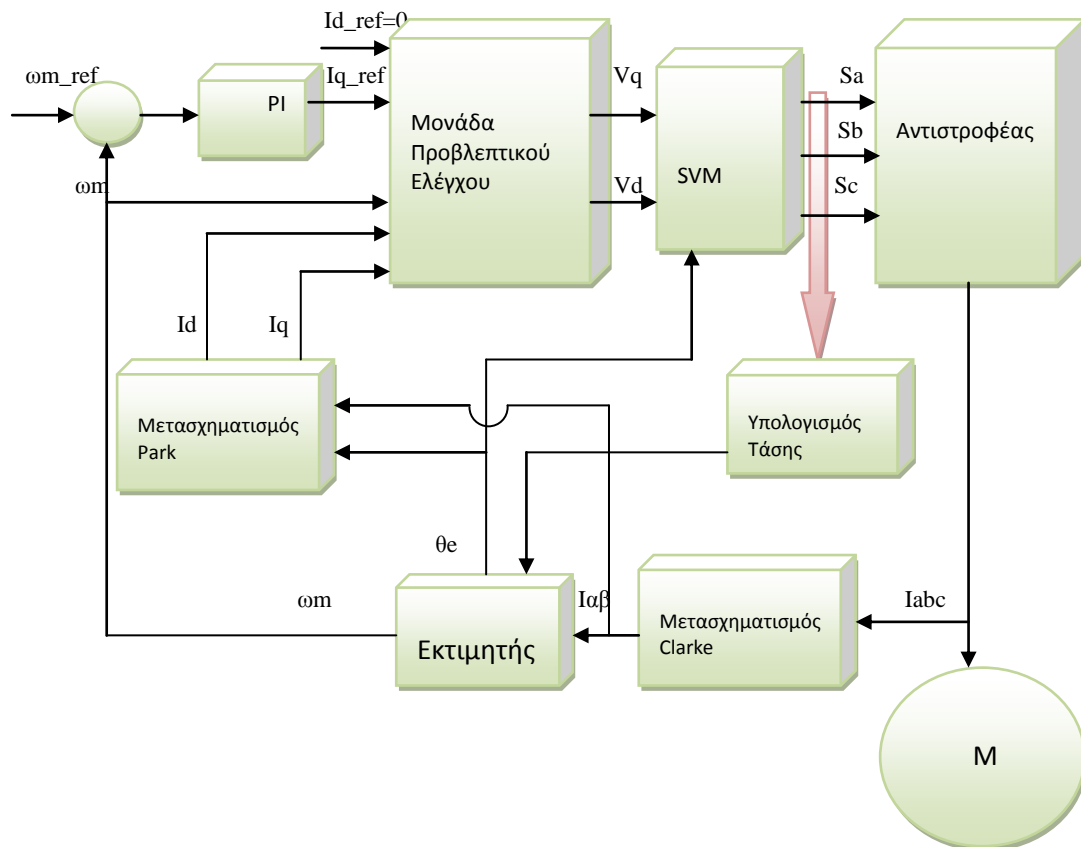 Id_ref=0
ωm_ref
PI
Iq_ref
Μονάδα
Προβλεπτικού
Ελέγχου
Vq
Vd
SVM
Sa
Sb
Sc
Αντιστροφέας
ωm
Id
Iq
Μετασχηματισμός
Park
Υπολογισμός
Τάσης
θe
ωm
Εκτιμητής
Iαβ
Μετασχηματισμός
Clarke
Iabc
M